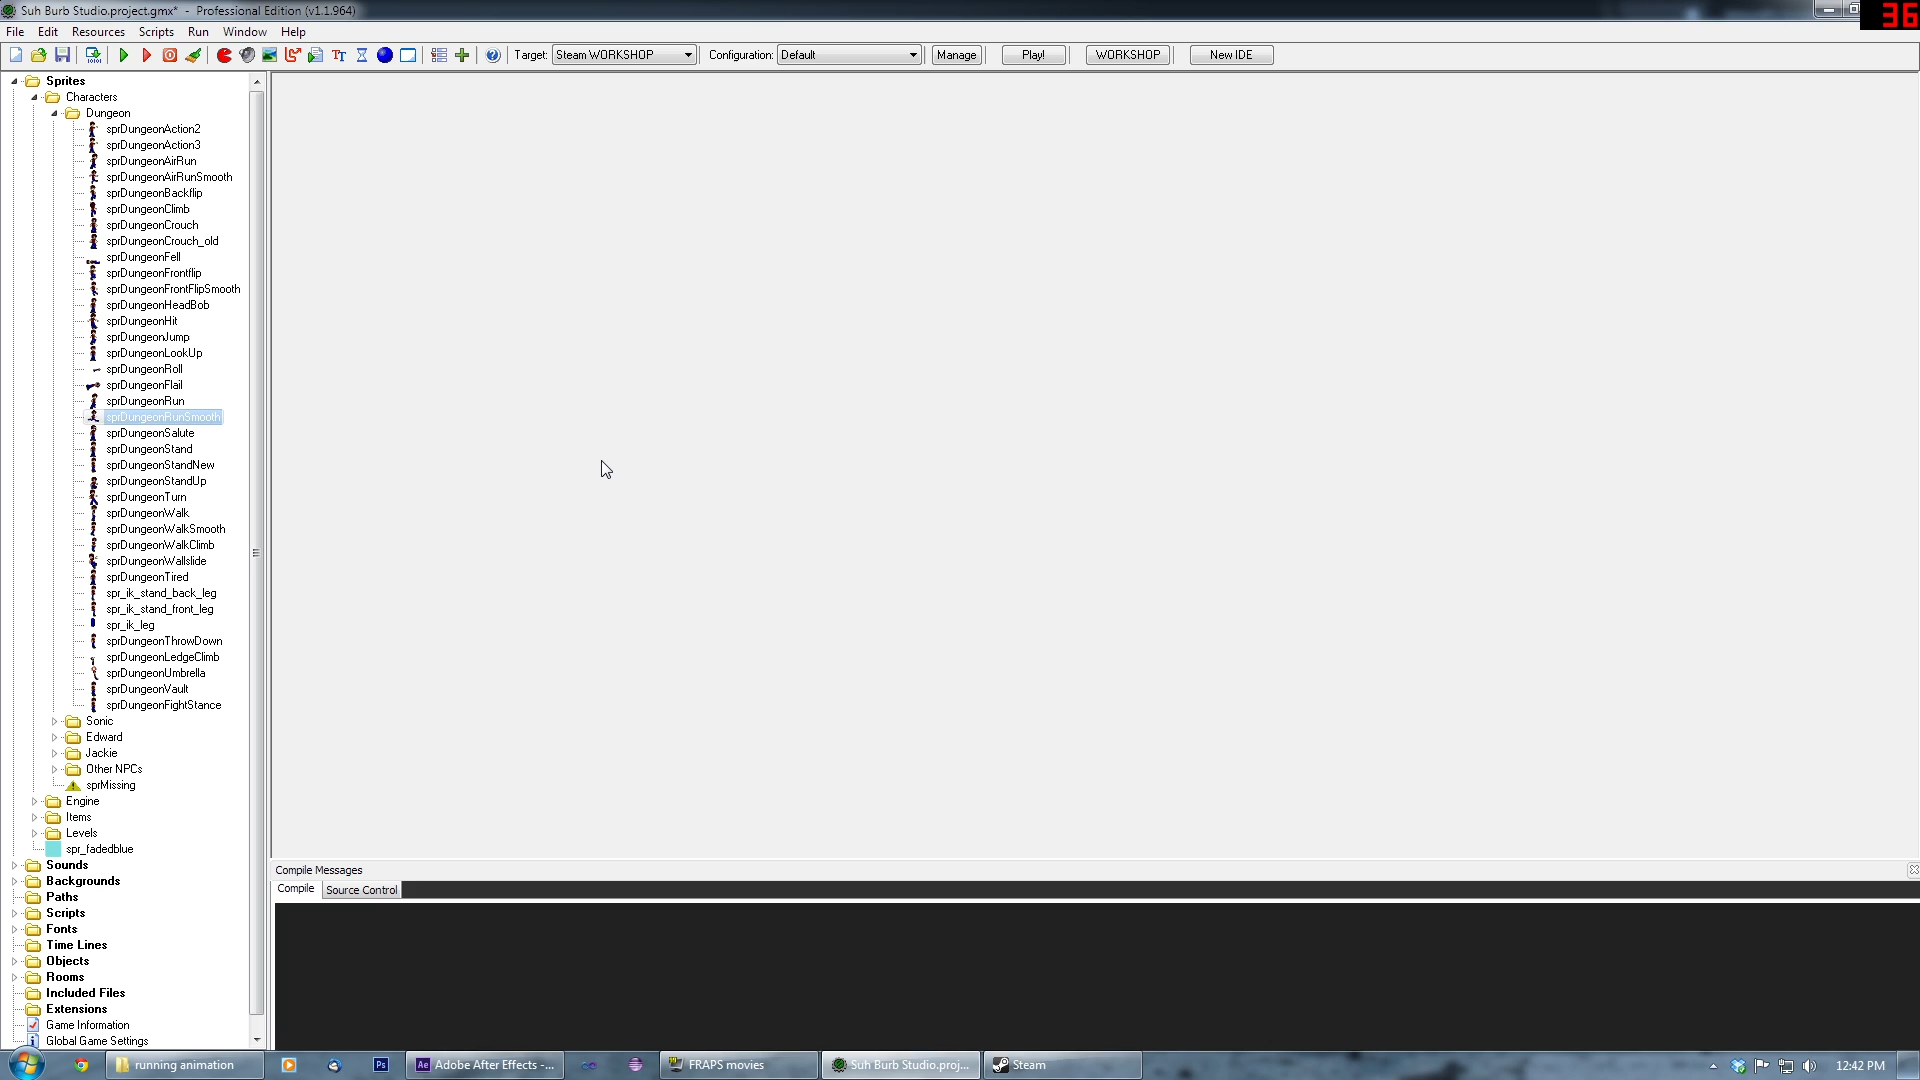 Suh Burb Studio.project.gmx* - Professional Edition (v1.1.964)
36
File Edit Resources Scripts Run Window Help
Target: Steam WORKSHOP Configuration: Default Manage Play! WORKSHOP New IDE
Sprites
Characters
Dungeon
sprDungeonAction2
sprDungeonAction3
sprDungeonAirRun
sprDungeonAirRunSmooth
sprDungeonBackflip
sprDungeonClimb
sprDungeonCrouch
sprDungeonCrouch_old
sprDungeonFell
sprDungeonFrontflip
sprDungeonFrontFlipSmooth
sprDungeonHeadBob
sprDungeonHit
sprDungeonJump
sprDungeonLookUp
sprDungeonRoll
sprDungeonFlail
sprDungeonRun
sprDungeonRunSmooth
sprDungeonSalute
sprDungeonStand
sprDungeonStandNew
sprDungeonStandUp
sprDungeonTurn
sprDungeonWalk
sprDungeonWalkSmooth
sprDungeonWalkClimb
sprDungeonWallslide
sprDungeonTired
spr_ik_stand_back_leg
spr_ik_stand_front_leg
spr_ik_leg
sprDungeonThrowDown
sprDungeonLedgeClimb
sprDungeonUmbrella
sprDungeonVault
sprDungeonFightStance
Sonic
Edward
Jackie
Other NPCs
sprMissing
Engine
Items
Levels
spr_fadedblue
Sounds
Backgrounds
Paths
Scripts
Fonts
Time Lines
Objects
Rooms
Included Files
Extensions
Game Information
Global Game Settings
Compile Messages
Compile Source Control
running animation Ps Ae Adobe After Effects -... FRAPS movies Suh Burb Studio.proj... Steam 12:42 PM